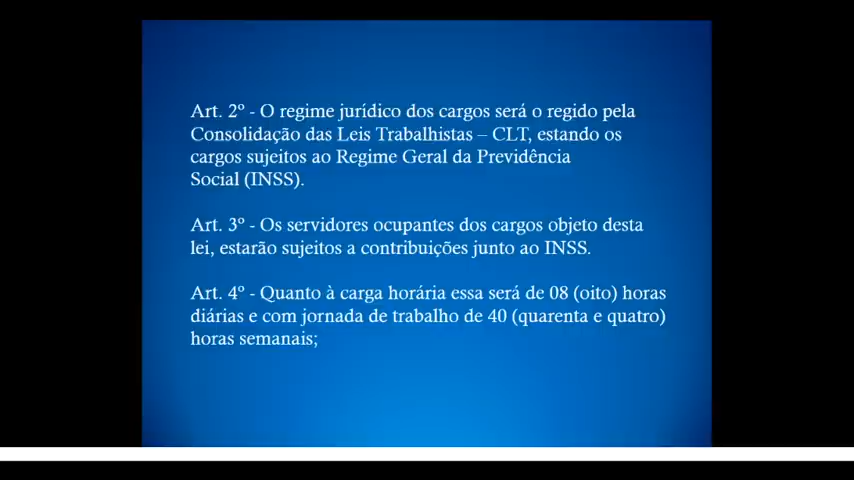 Art. 2º - O regime jurídico dos cargos será o regido pela
Consolidação das Leis Trabalhistas – CLT, estando os
cargos sujeitos ao Regime Geral da Previdência
Social (INSS).
Art. 3º - Os servidores ocupantes dos cargos objeto desta
lei, estarão sujeitos a contribuições junto ao INSS.
Art. 4º - Quanto à carga horária essa será de 08 (oito) horas
diárias e com jornada de trabalho de 40 (quarenta e quatro)
horas semanais;